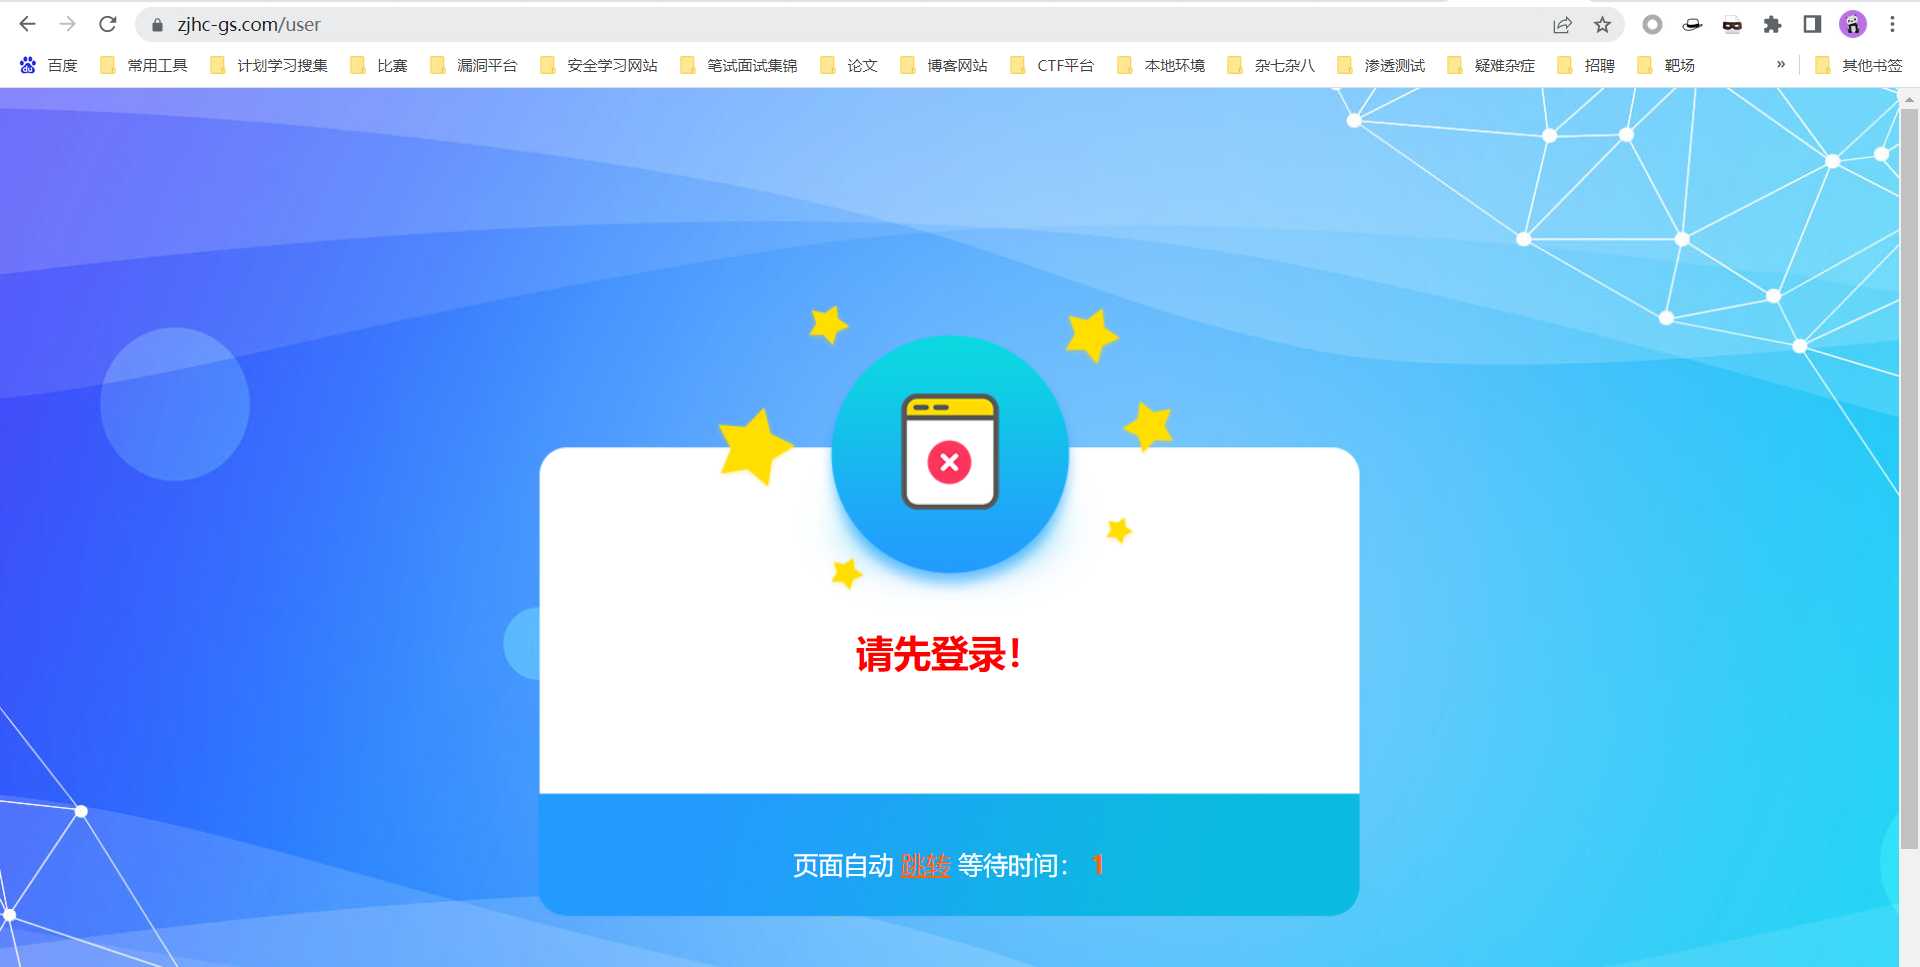 zjhc-gs.com/user
百度 常用工具 计划学习搜集 比赛 漏洞平台 安全学习网站 笔试面试集锦 论文 博客网站 CTF平台 本地环境 杂七杂八 渗透测试 疑难杂症 招聘 靶场 » 其他书签
请先登录！
页面自动 跳转 等待时间： 1